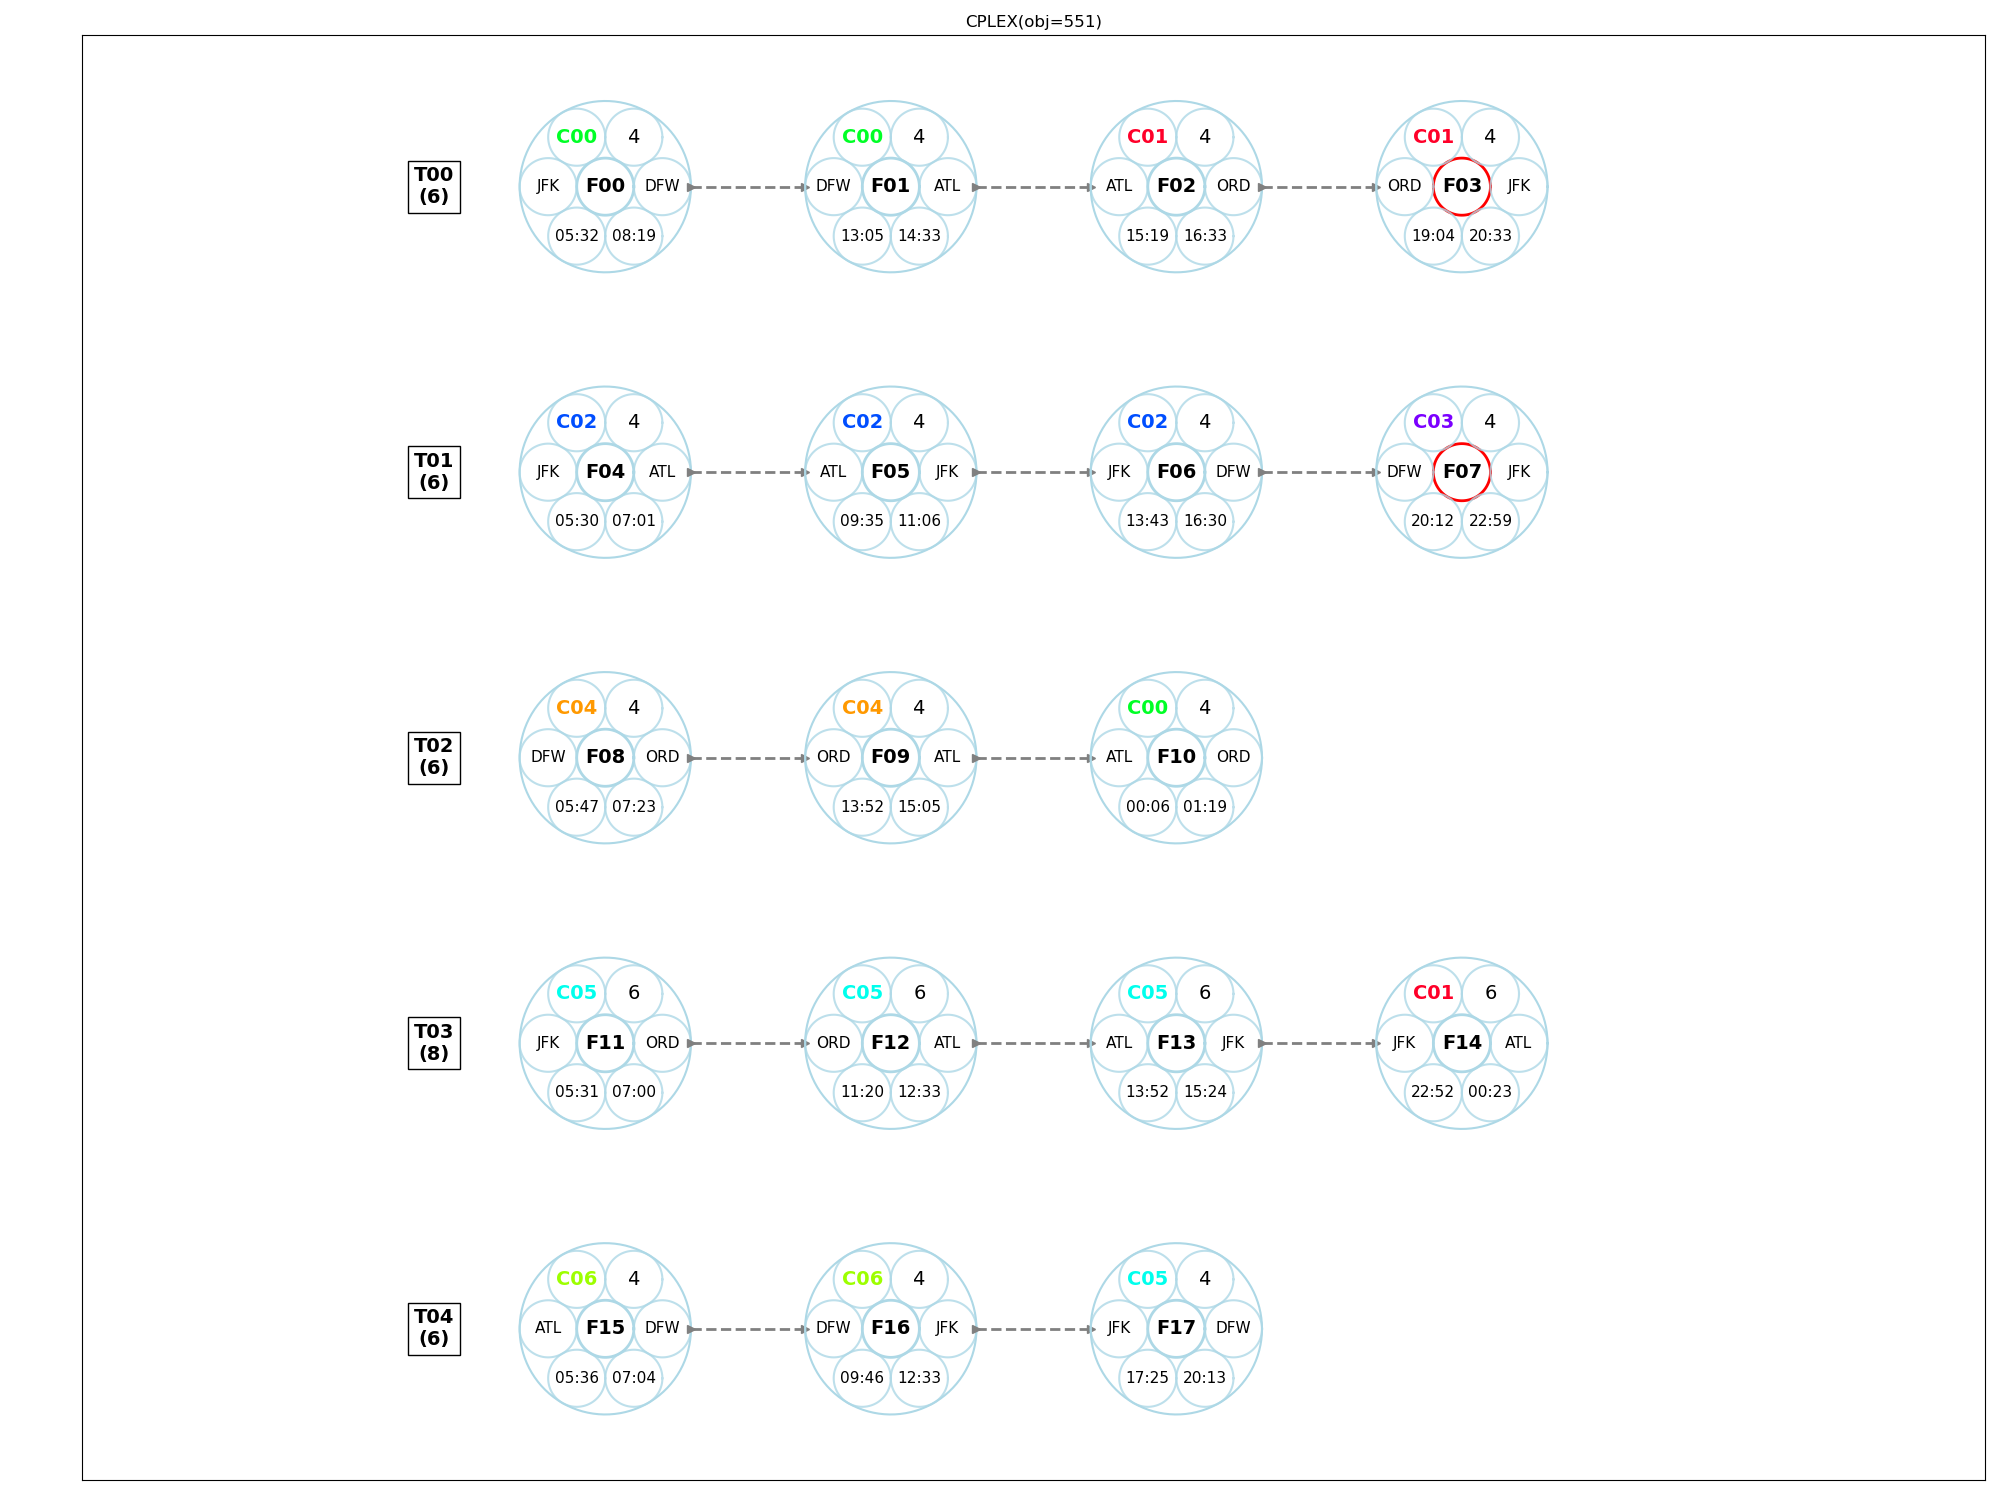 CPLEX(obj=551)
T00
(6)
C00 4
JFK F00 DFW
05:32 08:19
C00 4
DFW F01 ATL
13:05 14:33
C01 4
ATL F02 ORD
15:19 16:33
C01 4
ORD F03 JFK
19:04 20:33
T01
(6)
C02 4
JFK F04 ATL
05:30 07:01
C02 4
ATL F05 JFK
09:35 11:06
C02 4
JFK F06 DFW
13:43 16:30
C03 4
DFW F07 JFK
20:12 22:59
T02
(6)
C04 4
DFW F08 ORD
05:47 07:23
C04 4
ORD F09 ATL
13:52 15:05
C00 4
ATL F10 ORD
00:06 01:19
T03
(8)
C05 6
JFK F11 ORD
05:31 07:00
C05 6
ORD F12 ATL
11:20 12:33
C05 6
ATL F13 JFK
13:52 15:24
C01 6
JFK F14 ATL
22:52 00:23
T04
(6)
C06 4
ATL F15 DFW
05:36 07:04
C06 4
DFW F16 JFK
09:46 12:33
C05 4
JFK F17 DFW
17:25 20:13